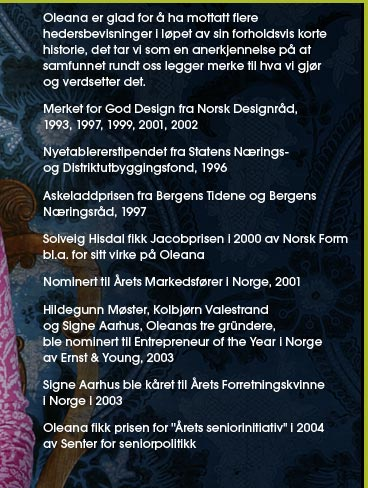 Oleana er glad for å ha mottatt flere
hedersbevisninger i løpet av sin forholdsvis korte
historie, det tar vi som en anerkjennelse på at
samfunnet rundt oss legger merke til hva vi gjør
og verdsetter det.
Merket for God Design fra Norsk Designråd,
1993, 1997, 1999, 2001, 2002
Nyetablererstipendet fra Statens Nærings-
og Distriktutbyggingsfond, 1996
Askeladdprisen fra Bergens Tidene og Bergens
Næringsråd, 1997
Solveig Hisdal fikk Jacobprisen i 2000 av Norsk Form
bl.a. for sitt virke på Oleana
Nominert til Årets Markedsfører i Norge, 2001
Hildegunn Møster, Kolbjørn Valestrand
og Signe Aarhus, Oleanas tre gründere,
ble nominert til Entrepreneur of the Year i Norge
av Ernst & Young, 2003
Signe Aarhus ble kåret til Årets Forretningskvinne
i Norge i 2003
Oleana fikk prisen for "Årets seniorinitiativ" i 2004
av Senter for seniorpolitikk